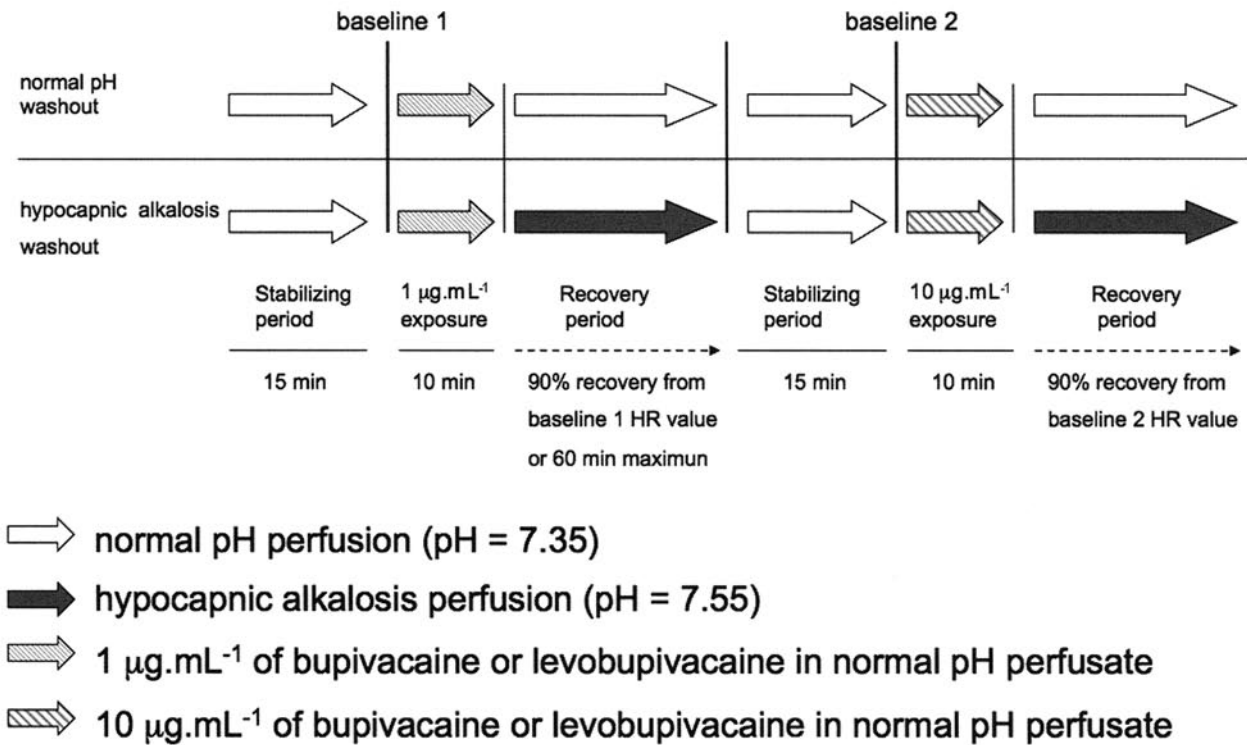 baseline 1
baseline 2
normal pH
washout
hypocapnic alkalosis
washout
Stabilizing
period
1 μg.mL⁻¹
exposure
Recovery
period
Stabilizing
period
10 μg.mL⁻¹
exposure
Recovery
period
15 min
10 min
90% recovery from
baseline 1 HR value
or 60 min maximun
15 min
10 min
90% recovery from
baseline 2 HR value
normal pH perfusion (pH = 7.35)
hypocapnic alkalosis perfusion (pH = 7.55)
1 μg.mL⁻¹ of bupivacaine or levobupivacaine in normal pH perfusate
10 μg.mL⁻¹ of bupivacaine or levobupivacaine in normal pH perfusate